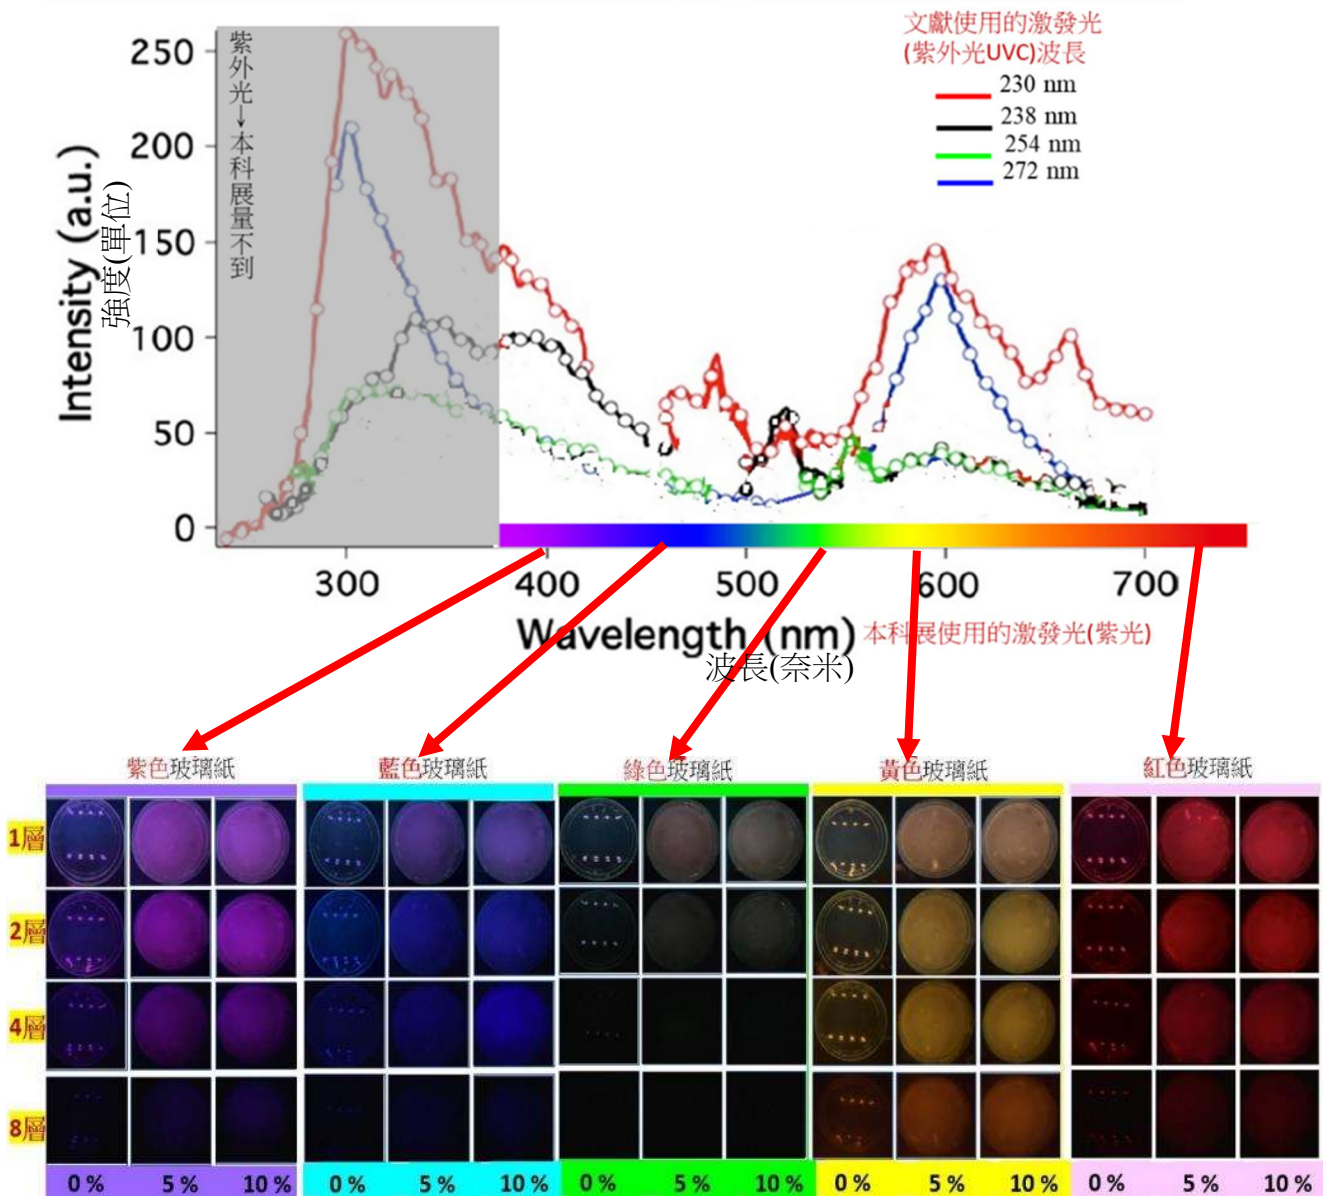 文獻使用的激發光
(紫外光UVC)波長
230 nm
238 nm
254 nm
272 nm
紫外光→本科展量不到
Intensity (a.u.)
強度(單位)
250
200
150
100
50
0
300
400
500
600
700
Wavelength (nm)
波長(奈米)
本科展使用的激發光(紫光)
紫色玻璃紙
藍色玻璃紙
綠色玻璃紙
黃色玻璃紙
紅色玻璃紙
1層
2層
4層
8層
0 %
5 %
10 %
0 %
5 %
10 %
0 %
5 %
10 %
0 %
5 %
10 %
0 %
5 %
10 %